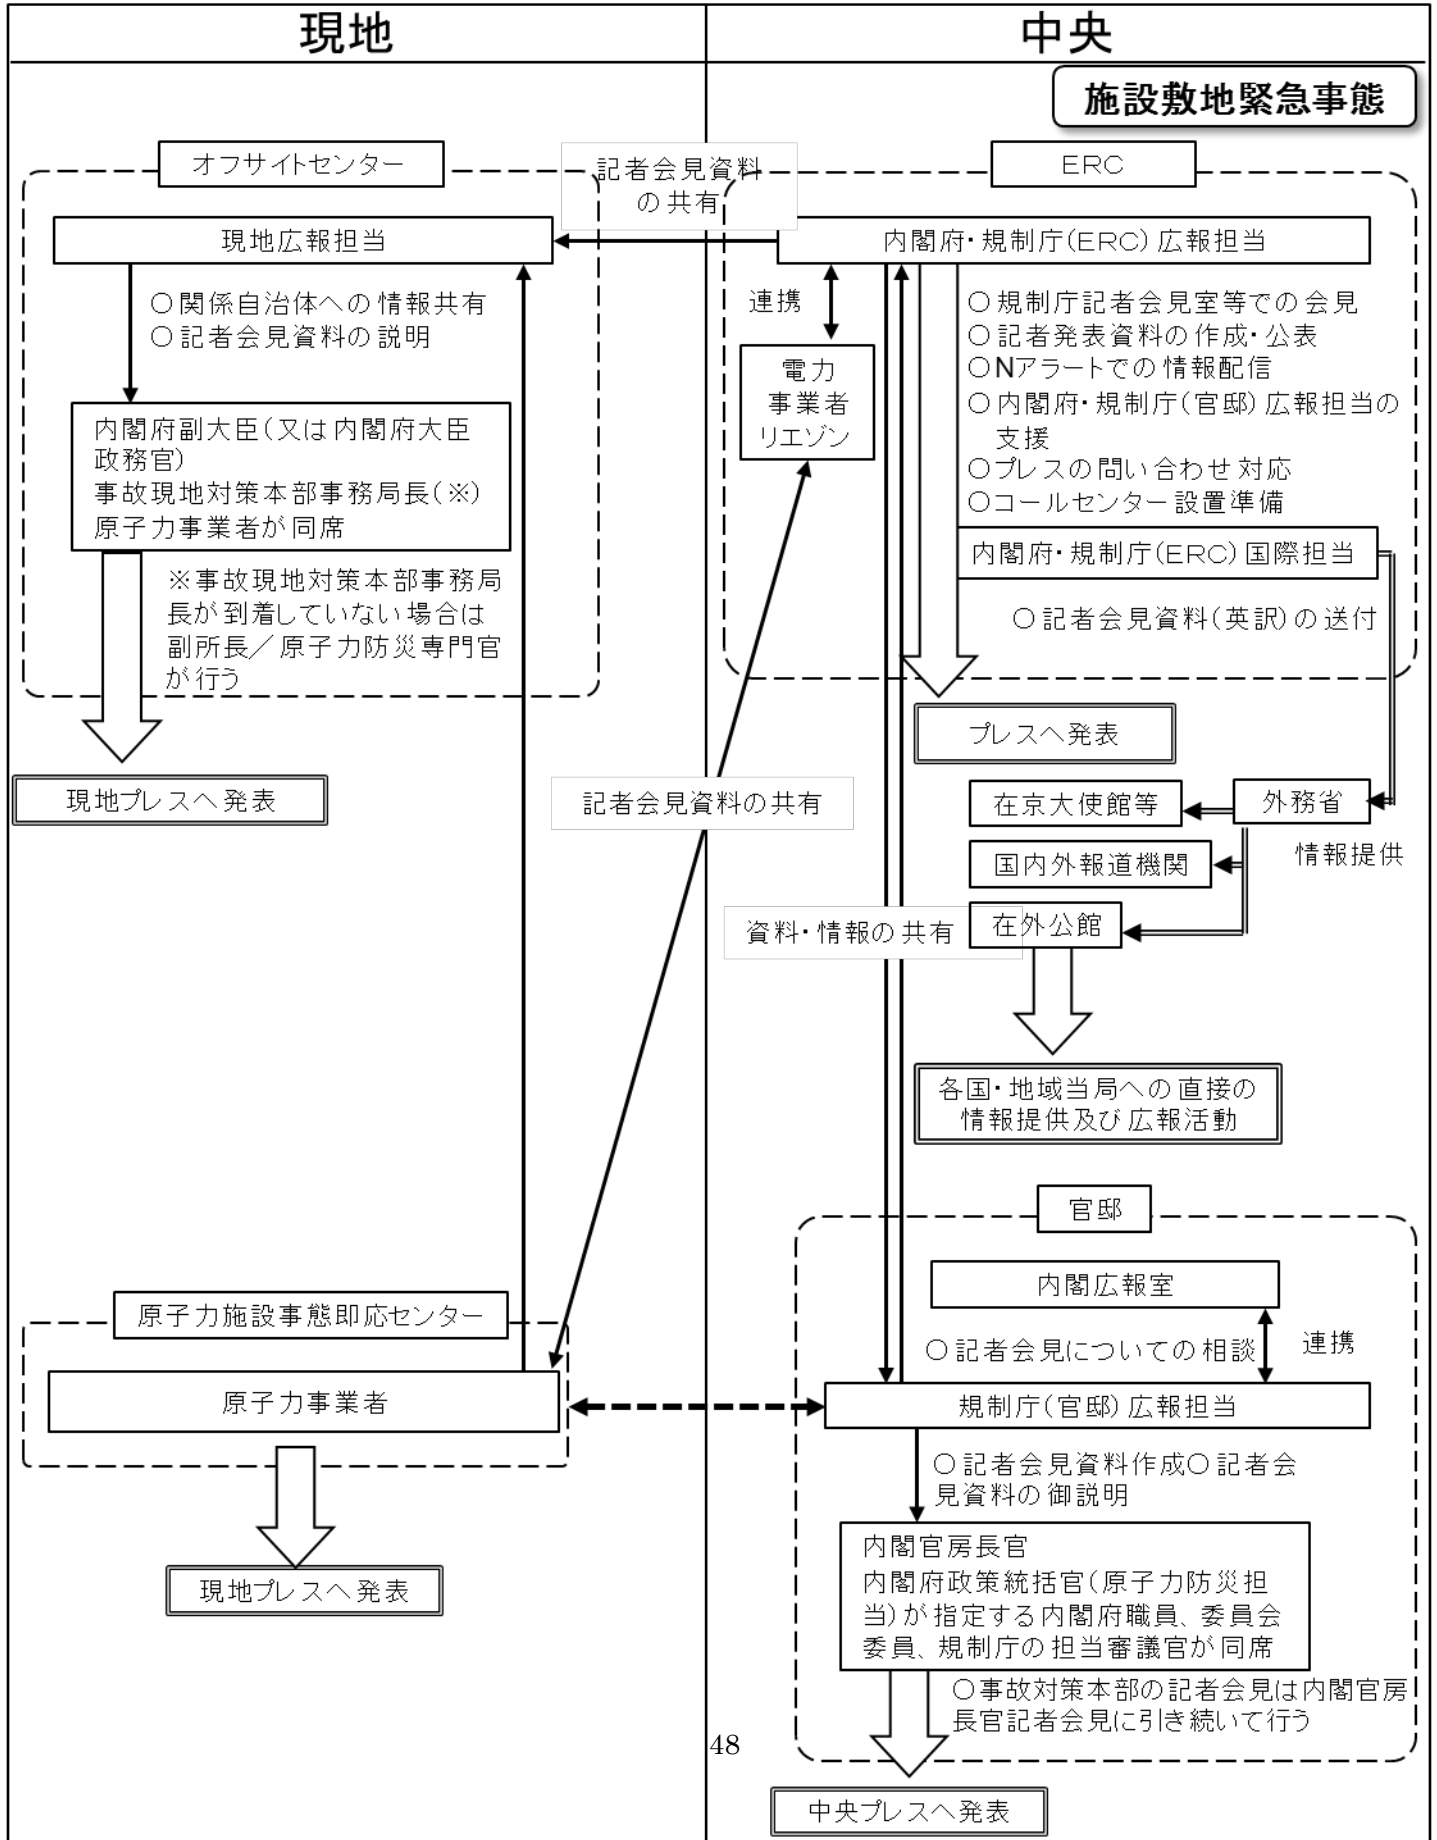 現地
中央
施設敷地緊急事態
オフサイトセンター
記者会見資料
の共有
ERC
現地広報担当
内閣府・規制庁(ERC)広報担当
○関係自治体への情報共有
○記者会見資料の説明
連携
○規制庁記者会見室等での会見
○記者発表資料の作成・公表
○Nアラートでの情報配信
○内閣府・規制庁(官邸)広報担当の
支援
○プレスの問い合わせ対応
○コールセンター設置準備
電力
事業者
リエゾン
内閣府副大臣(又は内閣府大臣
政務官)
事故現地対策本部事務局長(※)
原子力事業者が同席
内閣府・規制庁(ERC)国際担当
※事故現地対策本部事務局
長が到着していない場合は
副所長／原子力防災専門官
が行う
○記者会見資料(英訳)の送付
プレスへ発表
現地プレスへ発表
記者会見資料の共有
在京大使館等
外務省
国内外報道機関
情報提供
資料・情報の共有
在外公館
各国・地域当局への直接の
情報提供及び広報活動
官邸
内閣広報室
原子力施設事態即応センター
○記者会見についての相談
連携
原子力事業者
規制庁(官邸)広報担当
○記者会見資料作成○記者会
見資料の御説明
内閣官房長官
内閣府政策統括官(原子力防災担
当)が指定する内閣府職員、委員会
委員、規制庁の担当審議官が同席
現地プレスへ発表
○事故対策本部の記者会見は内閣官房
長官記者会見に引き続いて行う
48
中央プレスへ発表